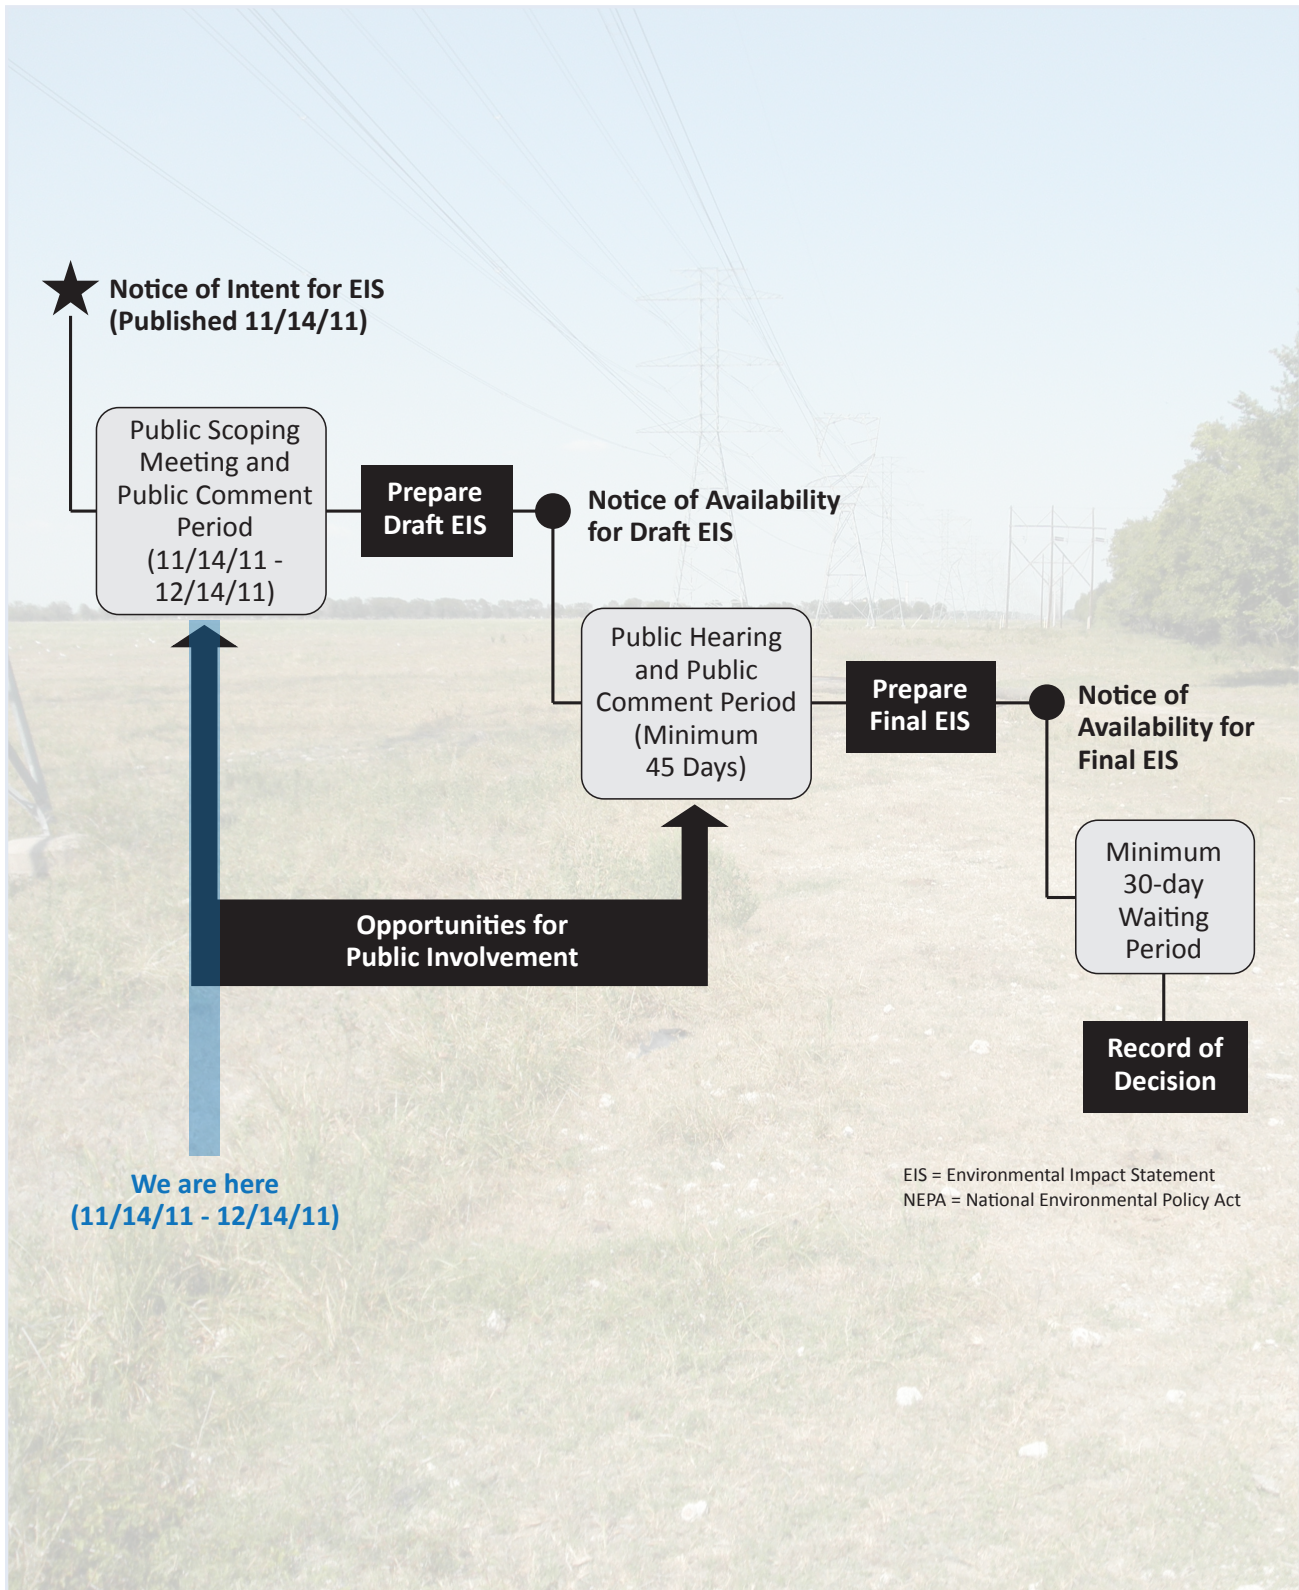 Notice of Intent for EIS
(Published 11/14/11)
Public Scoping
Meeting and
Public Comment
Period
(11/14/11 -
12/14/11)
Prepare
Draft EIS
Notice of Availability
for Draft EIS
Public Hearing
and Public
Comment Period
(Minimum
45 Days)
Prepare
Final EIS
Notice of
Availability for
Final EIS
Minimum
30-day
Waiting
Period
Record of
Decision
Opportunities for
Public Involvement
We are here
(11/14/11 - 12/14/11)
EIS = Environmental Impact Statement
NEPA = National Environmental Policy Act